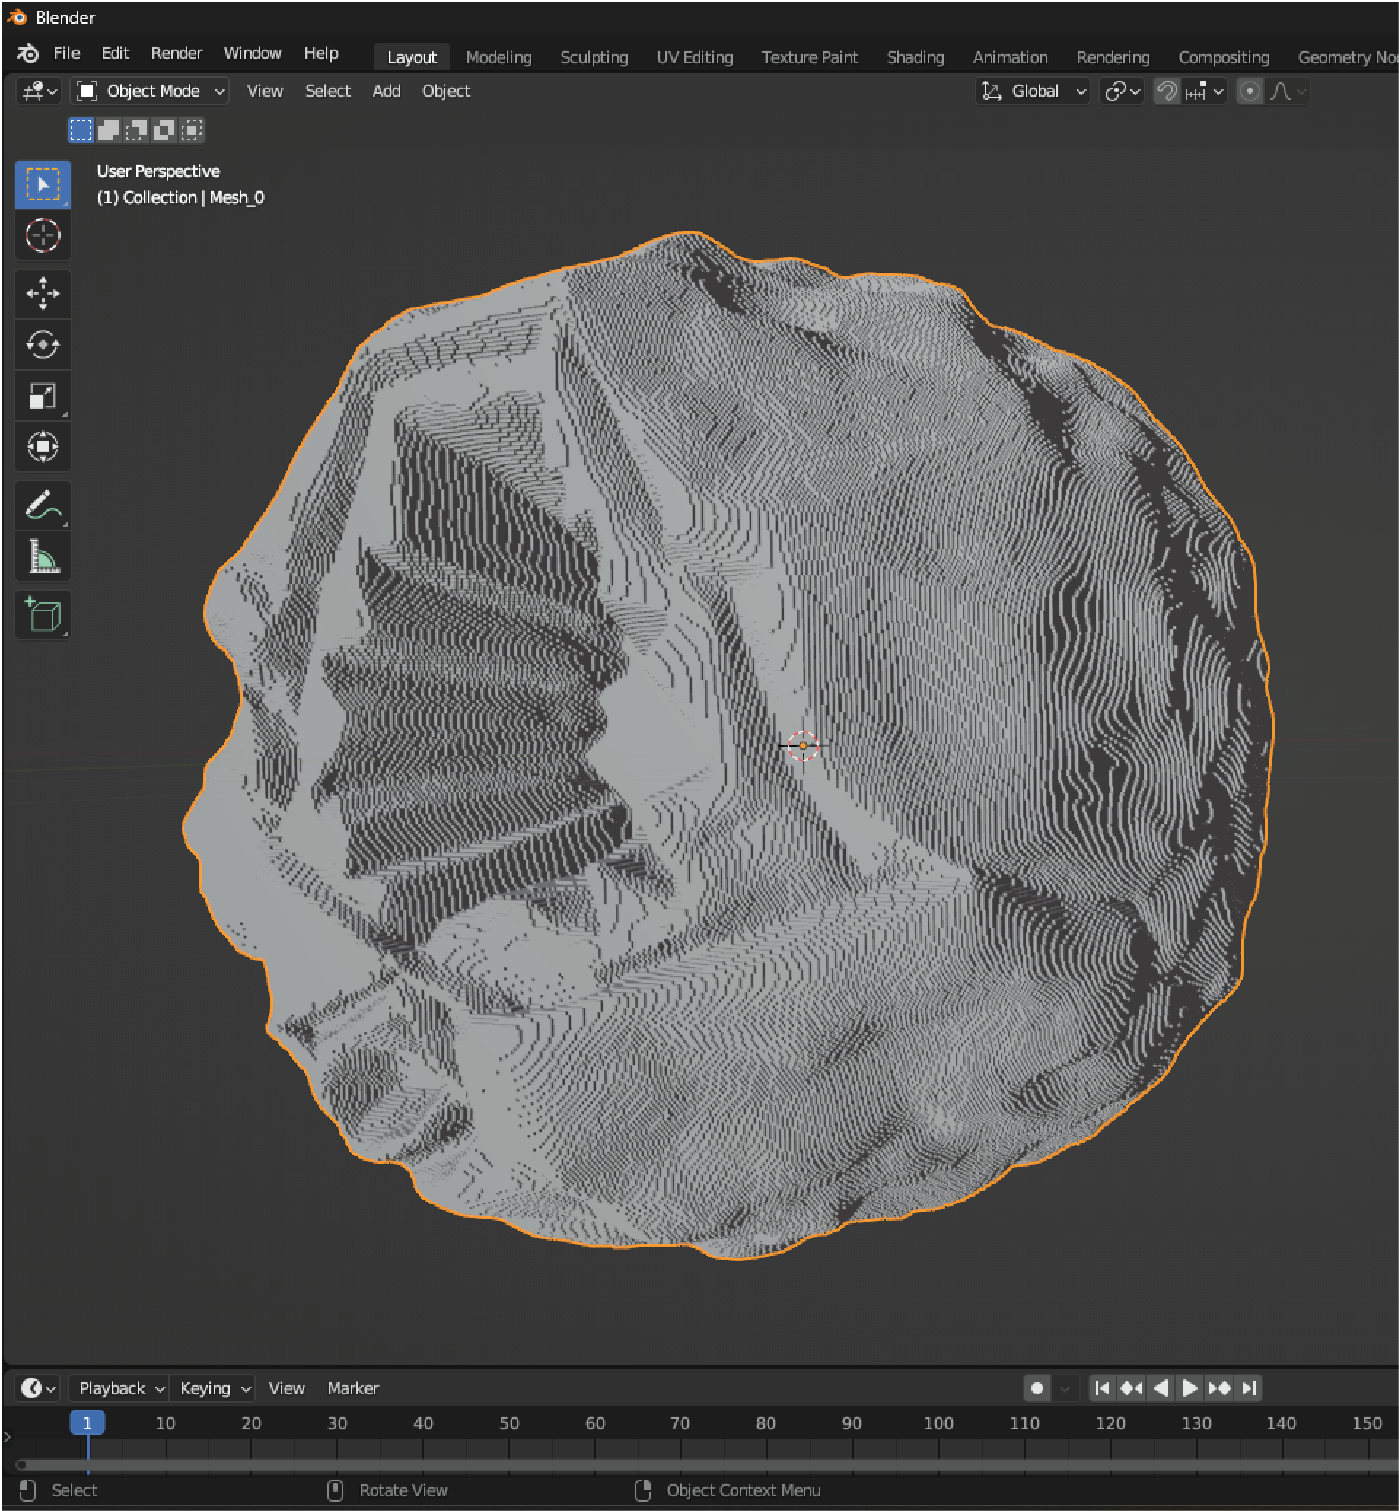 Blender
File Edit Render Window Help Layout Modeling Sculpting UV Editing Texture Paint Shading Animation Rendering Compositing Geometry No
Object Mode View Select Add Object Global
User Perspective
(1) Collection | Mesh_0
Playback Keying View Marker
1 10 20 30 40 50 60 70 80 90 100 110 120 130 140 150
Select Rotate View Object Context Menu